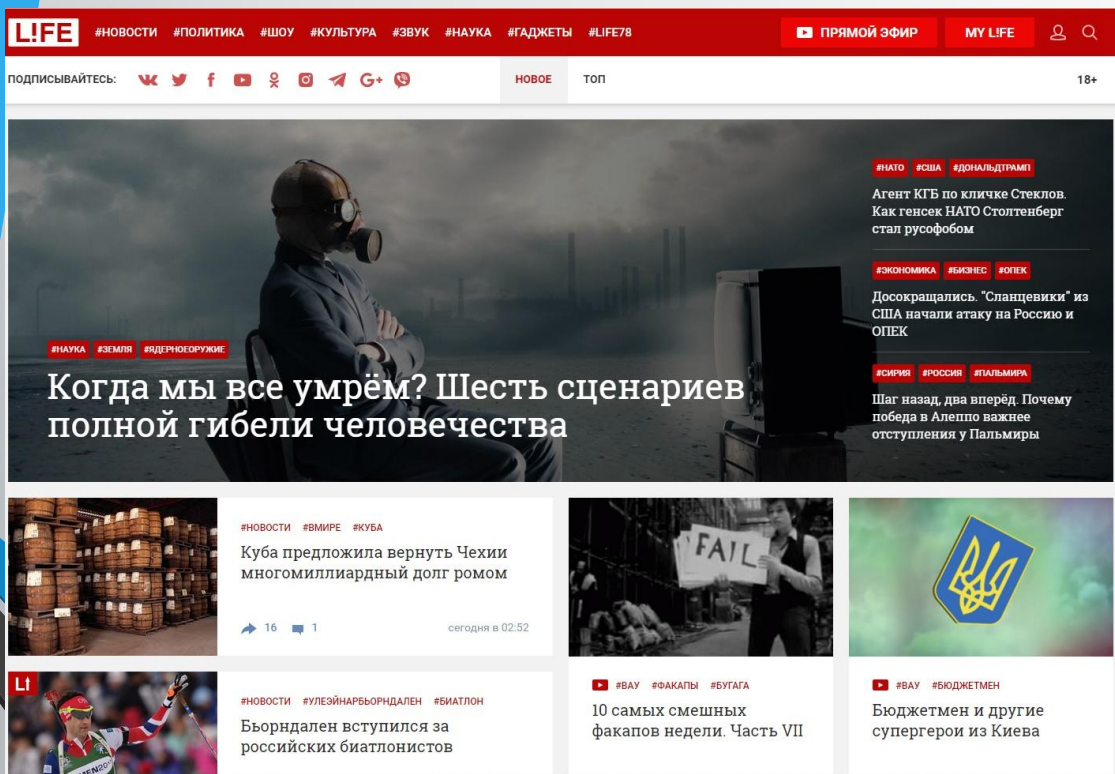 L!FE #НОВОСТИ #ПОЛИТИКА #ШОУ #КУЛЬТУРА #ЗВУК #НАУКА #ГАДЖЕТЫ #LIFE78 ПРЯМОЙ ЭФИР MY L!FE
ПОДПИСЫВАЙТЕСЬ: G+ НОВОЕ ТОП 18+
#НАУКА #ЗЕМЛЯ #ЯДЕРНОЕОРУЖИЕ
Когда мы все умрём? Шесть сценариев
полной гибели человечества
#НАТО #США #ДОНАЛЬДТРАМП
Агент КГБ по кличке Стеклов.
Как генсек НАТО Столтенберг
стал русофобом
#ЭКОНОМИКА #БИЗНЕС #ОПЕК
Досокращались. "Сланцевики" из
США начали атаку на Россию и
ОПЕК
#СИРИЯ #РОССИЯ #ПАЛЬМИРА
Шаг назад, два вперёд. Почему
победа в Алеппо важнее
отступления у Пальмиры
#НОВОСТИ #ВМИРЕ #КУБА
Куба предложила вернуть Чехии
многомиллиардный долг ромом
16 1 сегодня в 02:52
L!
#НОВОСТИ #УЛЕЭЙНАРБЬОРНДАЛЕН #БИАТЛОН
Бьорндален вступился за
российских биатлонистов
FAIL
#ВАУ #ФАКАПЫ #БУГАГА
10 самых смешных
факапов недели. Часть VII
#ВАУ #БЮДЖЕТМЕН
Бюджетмен и другие
супергерои из Киева